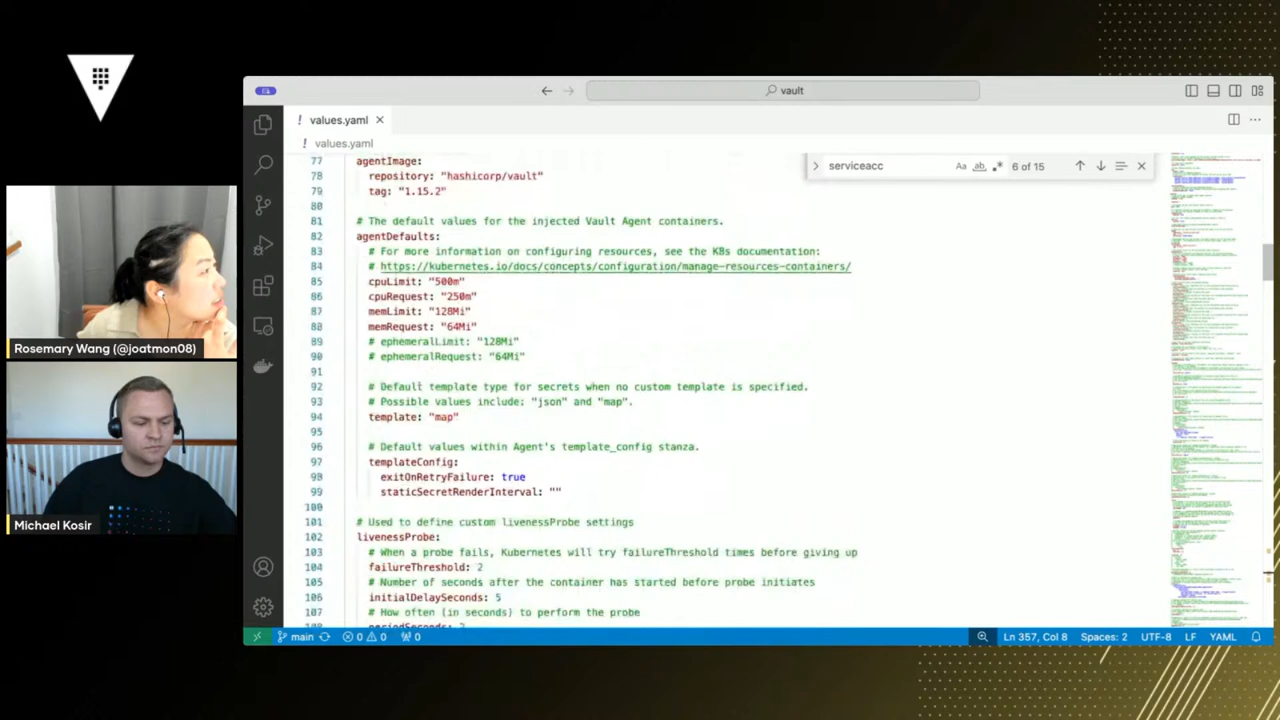 vault
values.yaml
values.yaml
serviceacc
Aa
ab
6 of 15
77 agentImage:
78 repository: "hashicorp/vault"
79 tag: "1.15.2"
80
81 # The default values for the injected Vault Agent containers.
82 agentDefaults:
83 # For more information on configuring resources, see the K8s documentation:
84 # https://kubernetes.io/docs/concepts/configuration/manage-resources-containers/
85 cpuLimit: "500m"
86 cpuRequest: "250m"
87 memLimit: "128Mi"
88 memRequest: "64Mi"
89 # ephemeralLimit: "128Mi"
90 # ephemeralRequest: "64Mi"
91
92 # Default template type for secrets when no custom template is specified.
93 # Possible values include: "json" and "map".
94 template: "map"
95
96 # Default values within Agent's template_config stanza.
97 templateConfig:
98 exitOnRetryFailure: true
99 staticSecretRenderInterval: ""
100
101 # Used to define custom livenessProbe settings
102 livenessProbe:
103 # When a probe fails, Kubernetes will try failureThreshold times before giving up
104 failureThreshold: 2
105 # Number of seconds after the container has started before probe initiates
106 initialDelaySeconds:
107 # How often (in seconds) to perform the probe
108 periodSeconds: 2
Rosemary Wang (@joatmon08)
Michael Kosir
main
0
0
0
Ln 357, Col 8
Spaces: 2
UTF-8
LF
YAML